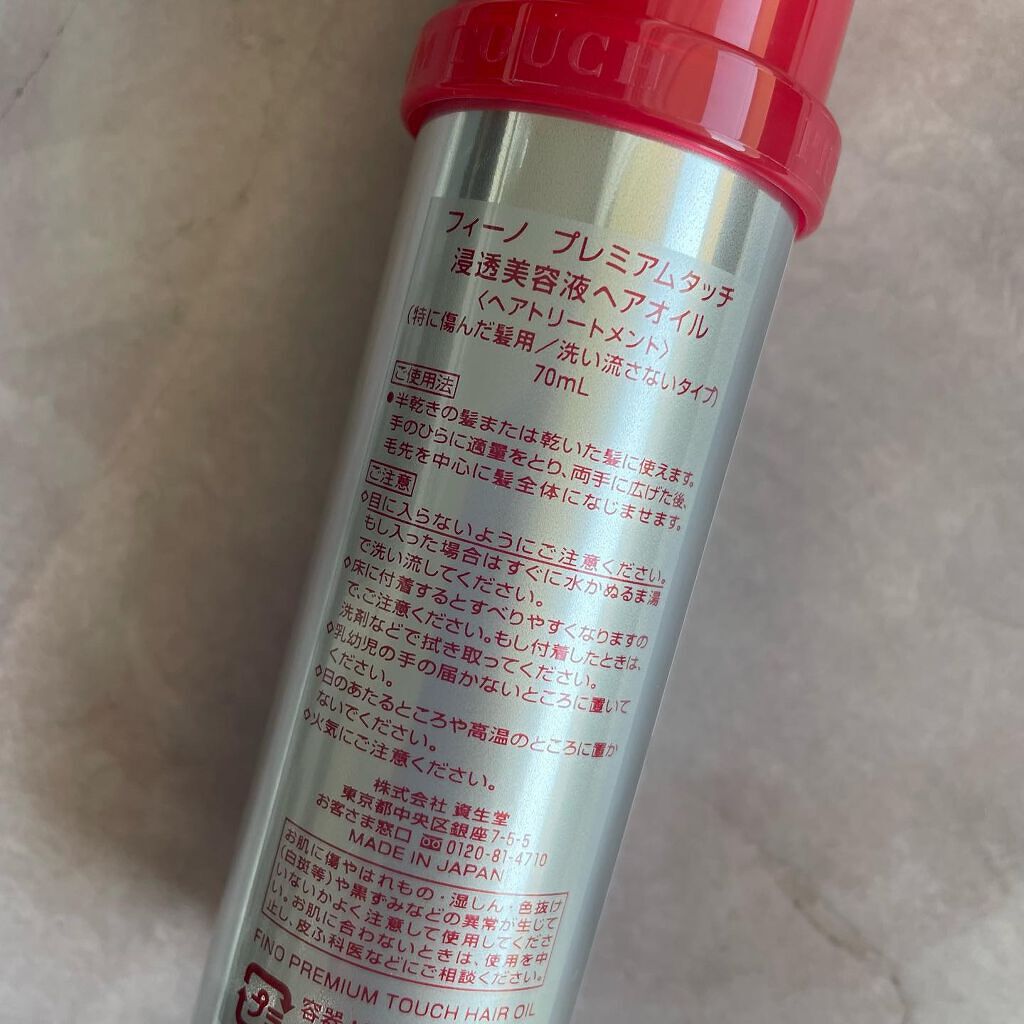 TOUCH
フィーノ プレミアムタッチ
浸透美容液ヘアオイル
〈ヘアトリートメント〉
(特に傷んだ髪用/洗い流さないタイプ)
70mL
ご使用法
●半乾きの髪または乾いた髪に使えます。
手のひらに適量をとり、両手に広げた後、
毛先を中心に髪全体になじませます。
ご注意
◇目に入らないようにご注意ください。
もし入った場合はすぐに水かぬるま湯
で洗い流してください。
◇床に付着するとすべりやすくなりますの
で、ご注意ください。もし付着したときは、
洗剤などで拭き取ってください。
◇乳幼児の手の届かないところに置いて
ください。
◇日のあたるところや高温のところに置か
ないでください。
◇火気にご注意ください。
株式会社 資生堂
東京都中央区銀座7-5-5
お客さま窓口 0120-81-4710
MADE IN JAPAN
お肌に傷やはれもの・湿しん・色抜け
(白斑等)や黒ずみなどの異常が生じて
いないかよく注意して使用してくださ
い。お肌に合わないときは、使用を中
止し、皮ふ科医などにご相談ください。
FINO PREMIUM TOUCH HAIR OIL
プラ
容器